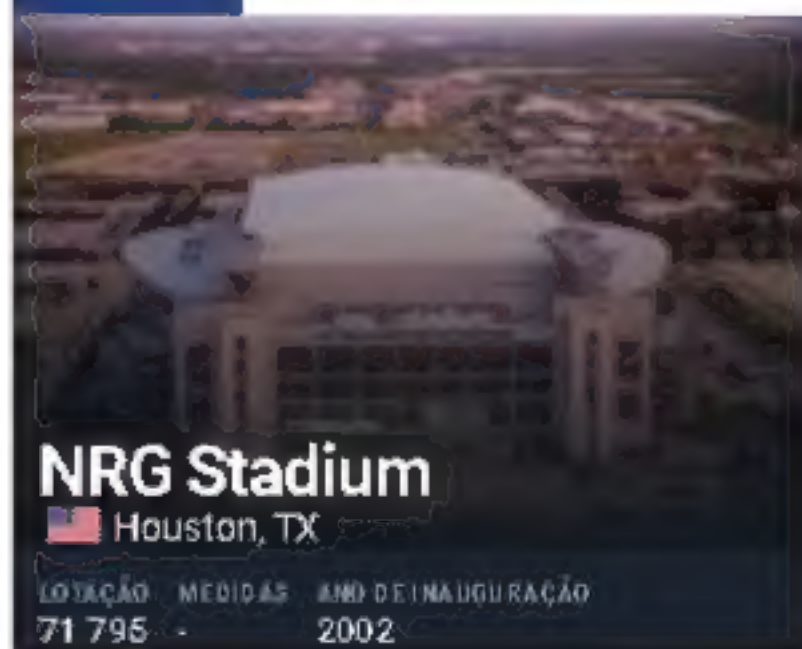 NRG Stadium
Houston, TX
LOTAÇÃO MEDIDAS ANO DE INAUGURAÇÃO
71 795 - 2002